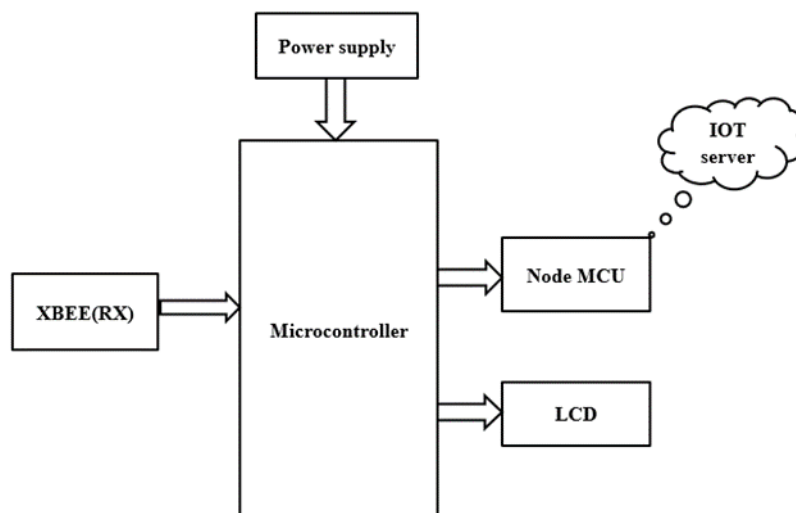 Power supply
IOT
server
Node MCU
XBEE(RX)
Microcontroller
LCD